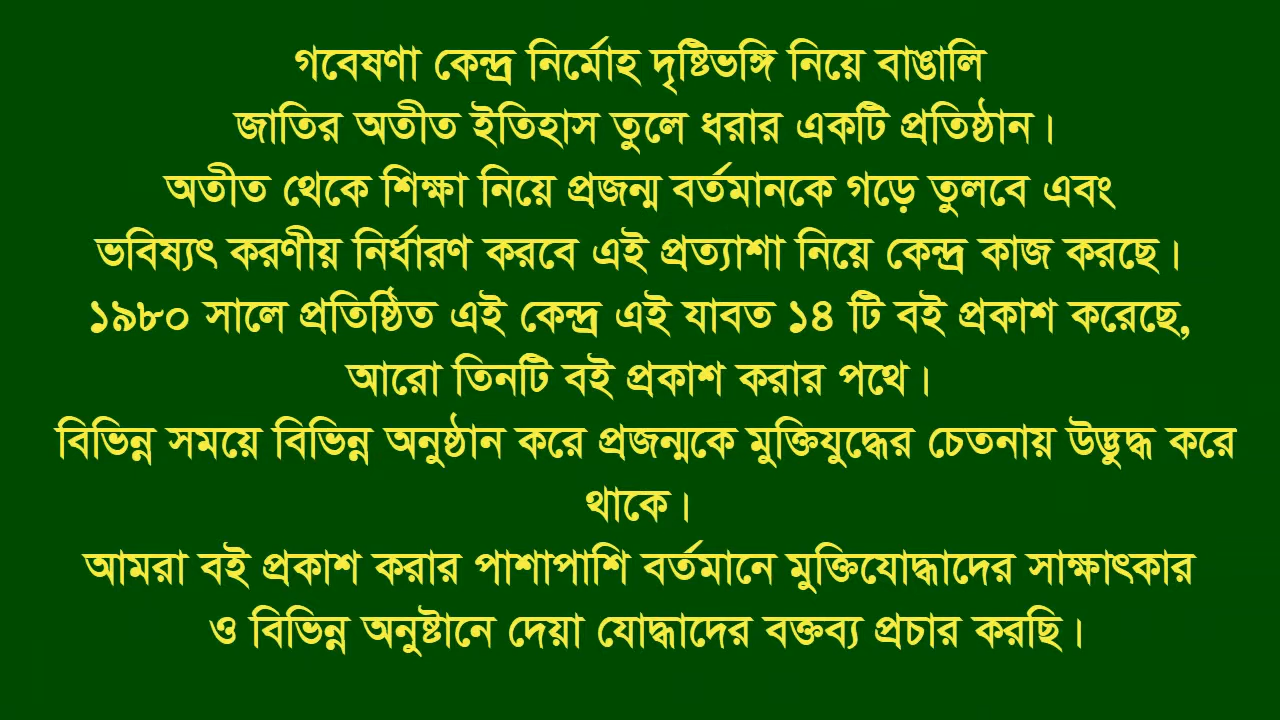 গবেষণা কেন্দ্র নির্মোহ দৃষ্টিভঙ্গি নিয়ে বাঙালি
জাতির অতীত ইতিহাস তুলে ধরার একটি প্রতিষ্ঠান।
অতীত থেকে শিক্ষা নিয়ে প্রজন্ম বর্তমানকে গড়ে তুলবে এবং
ভবিষ্যৎ করণীয় নির্ধারণ করবে এই প্রত্যাশা নিয়ে কেন্দ্র কাজ করছে।
১৯৮০ সালে প্রতিষ্ঠিত এই কেন্দ্র এই যাবত ১৪ টি বই প্রকাশ করেছে,
আরো তিনটি বই প্রকাশ করার পথে।
বিভিন্ন সময়ে বিভিন্ন অনুষ্ঠান করে প্রজন্মকে মুক্তিযুদ্ধের চেতনায় উদ্ভুদ্ধ করে
থাকে।
আমরা বই প্রকাশ করার পাশাপাশি বর্তমানে মুক্তিযোদ্ধাদের সাক্ষাৎকার
ও বিভিন্ন অনুষ্টানে দেয়া যোদ্ধাদের বক্তব্য প্রচার করছি।